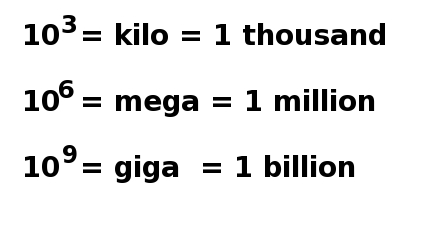 10³ = kilo = 1 thousand
10⁶ = mega = 1 million
10⁹ = giga = 1 billion